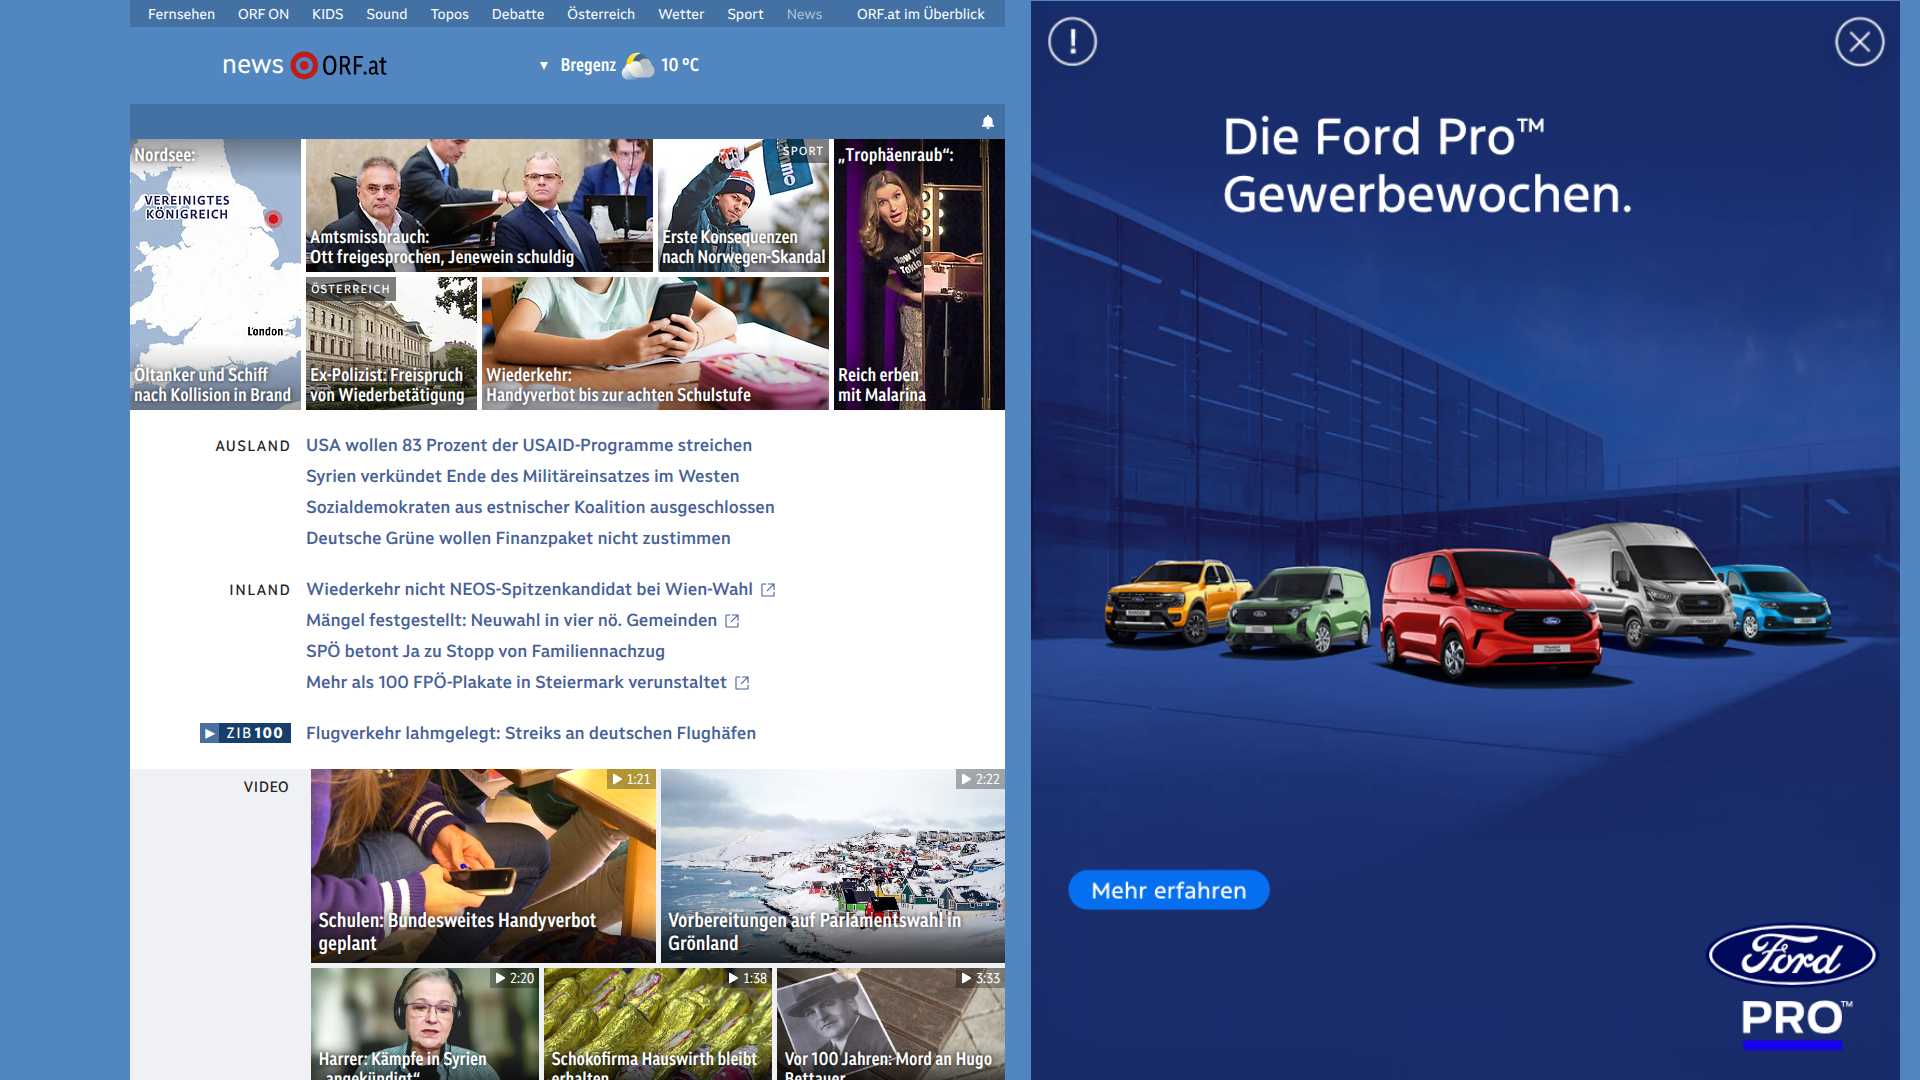 Fernsehen ORF ON KIDS Sound Topos Debatte Österreich Wetter Sport News ORF.at im Überblick
news ORF.at
Bregenz 10 °C
Nordsee:
VEREINIGTES
KÖNIGREICH
London
Öltanker und Schiff
nach Kollision in Brand
Amtsmissbrauch:
Ott freigesprochen, Jenewein schuldig
SPORT
Erste Konsequenzen
nach Norwegen-Skandal
„Trophäenraub“:
Reich erben
mit Malarina
ÖSTERREICH
Ex-Polizist: Freispruch
von Wiederbetätigung
Wiederkehr:
Handyverbot bis zur achten Schulstufe
AUSLAND
USA wollen 83 Prozent der USAID-Programme streichen
Syrien verkündet Ende des Militäreinsatzes im Westen
Sozialdemokraten aus estnischer Koalition ausgeschlossen
Deutsche Grüne wollen Finanzpaket nicht zustimmen
INLAND
Wiederkehr nicht NEOS-Spitzenkandidat bei Wien-Wahl
Mängel festgestellt: Neuwahl in vier nö. Gemeinden
SPÖ betont Ja zu Stopp von Familiennachzug
Mehr als 100 FPÖ-Plakate in Steiermark verunstaltet
ZIB100
Flugverkehr lahmgelegt: Streiks an deutschen Flughäfen
VIDEO
1:21
Schulen: Bundesweites Handyverbot
geplant
2:22
Vorbereitungen auf Parlamentswahl in
Grönland
2:20
Harrer: Kämpfe in Syrien
„angekündigt“
1:38
Schokofirma Hauswirth bleibt
erhalten
3:33
Vor 100 Jahren: Mord an Hugo
Bettauer
Die Ford Pro™
Gewerbewochen.
Mehr erfahren
Ford
PRO™